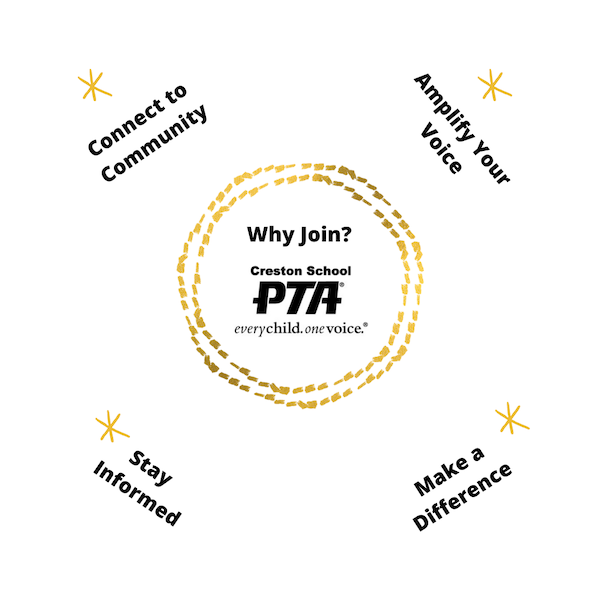 Connect to
Community
Amplify Your
Voice
Why Join?
Creston School
PTA®
everychild.onevoice.®
Stay
Informed
Make a
Difference